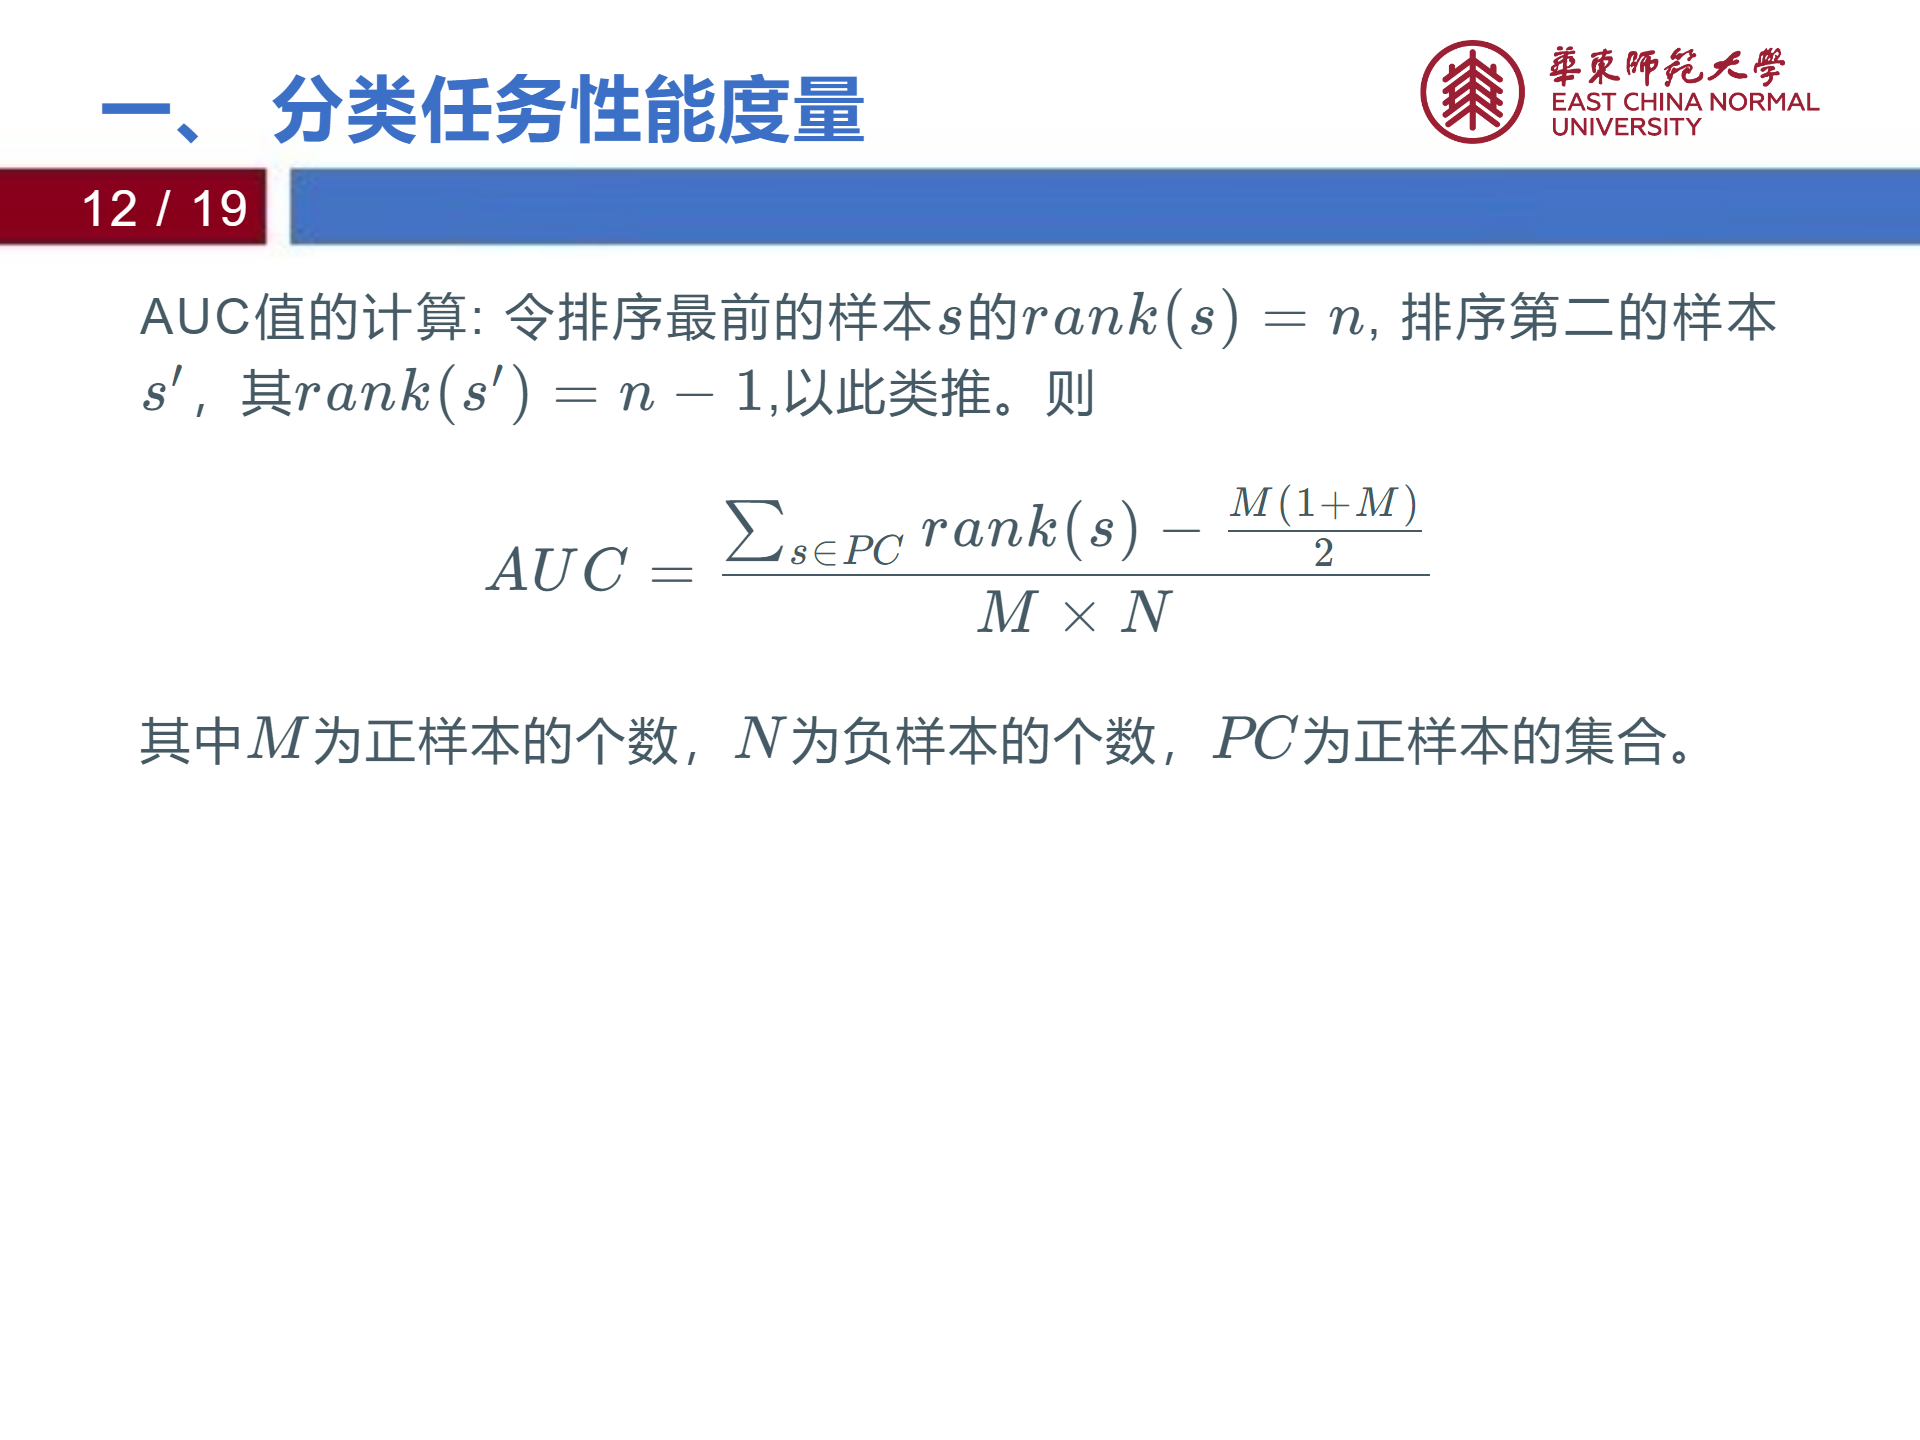 一、 分类任务性能度量
華東師範大學
EAST CHINA NORMAL
UNIVERSITY
12 / 19
AUC值的计算: 令排序最前的样本s的rank(s) = n, 排序第二的样本
s′，其rank(s′) = n − 1,以此类推。则
AUC = \frac{\sum_{s \in PC} rank(s) − \frac{M(1+M)}{2}}{M × N}
其中M为正样本的个数，N为负样本的个数，PC为正样本的集合。